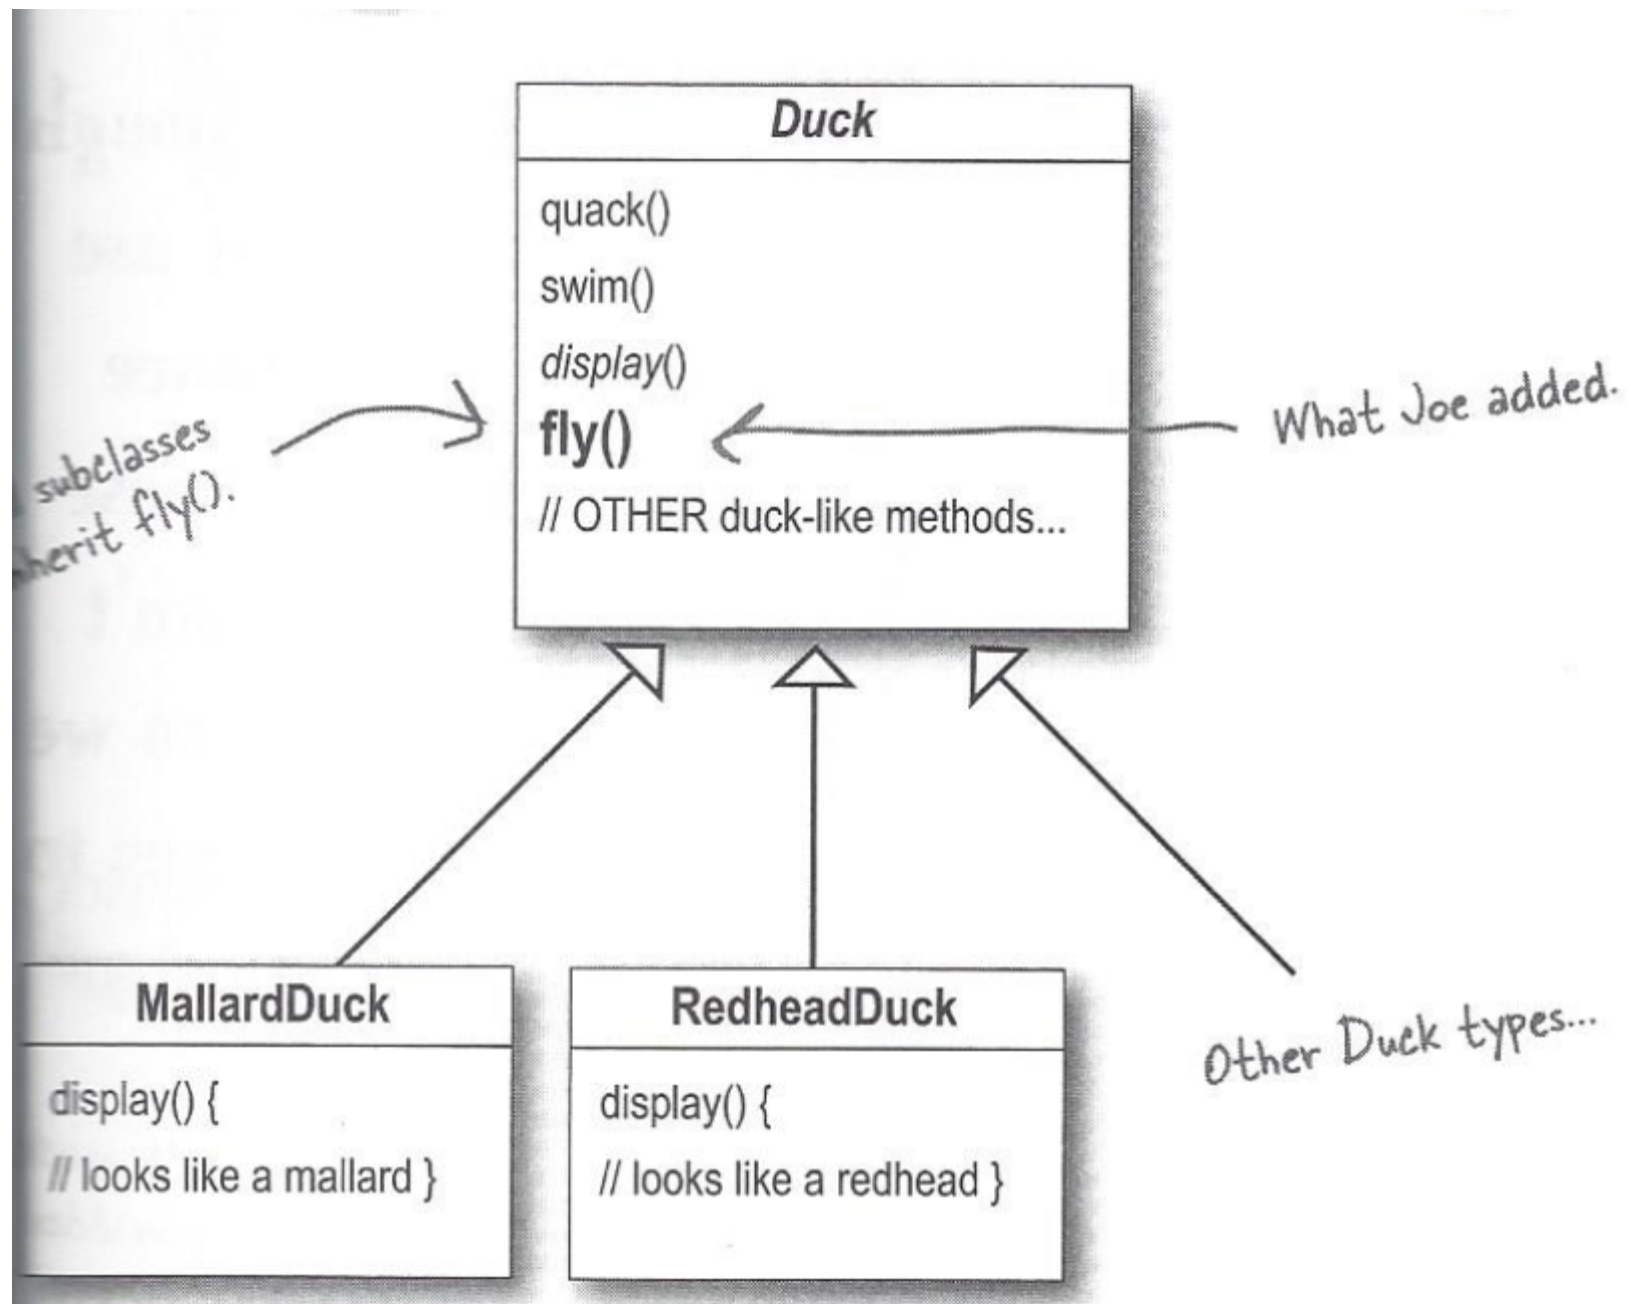 Duck
quack()
swim()
display()
fly()
// OTHER duck-like methods...
subclasses
inherit fly().
What Joe added.
MallardDuck
display() {
// looks like a mallard }
RedheadDuck
display() {
// looks like a redhead }
Other Duck types...